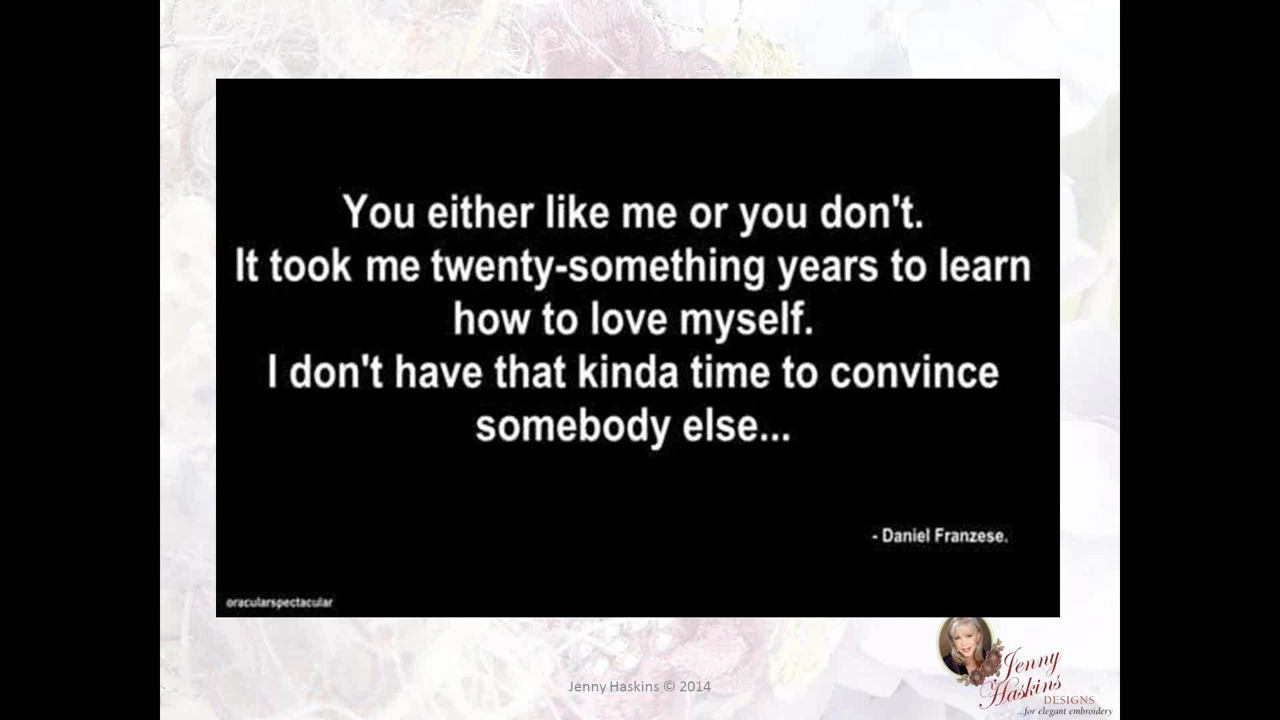 You either like me or you don't.
It took me twenty-something years to learn
how to love myself.
I don't have that kinda time to convince
somebody else...
- Daniel Franzese.
oracularspectacular
Jenny Haskins © 2014
Jenny
Haskins
DESIGNS
...for elegant embroidery